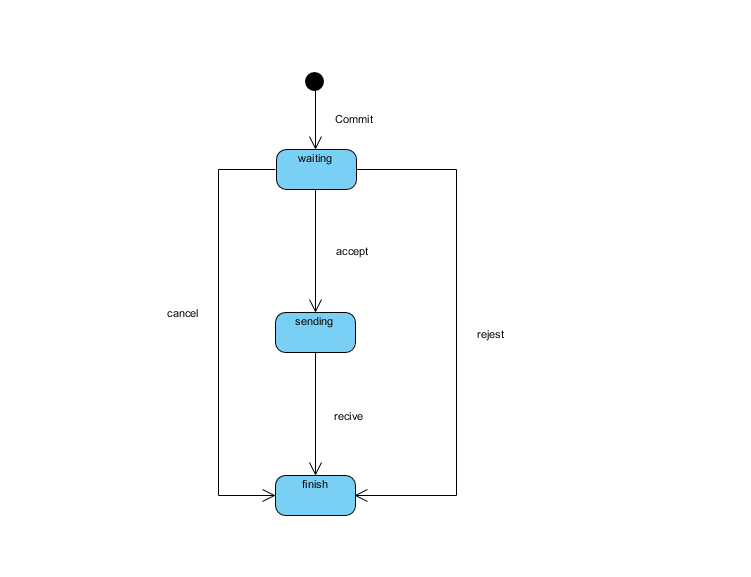 Commit
waiting
accept
cancel
sending
rejest
recive
finish